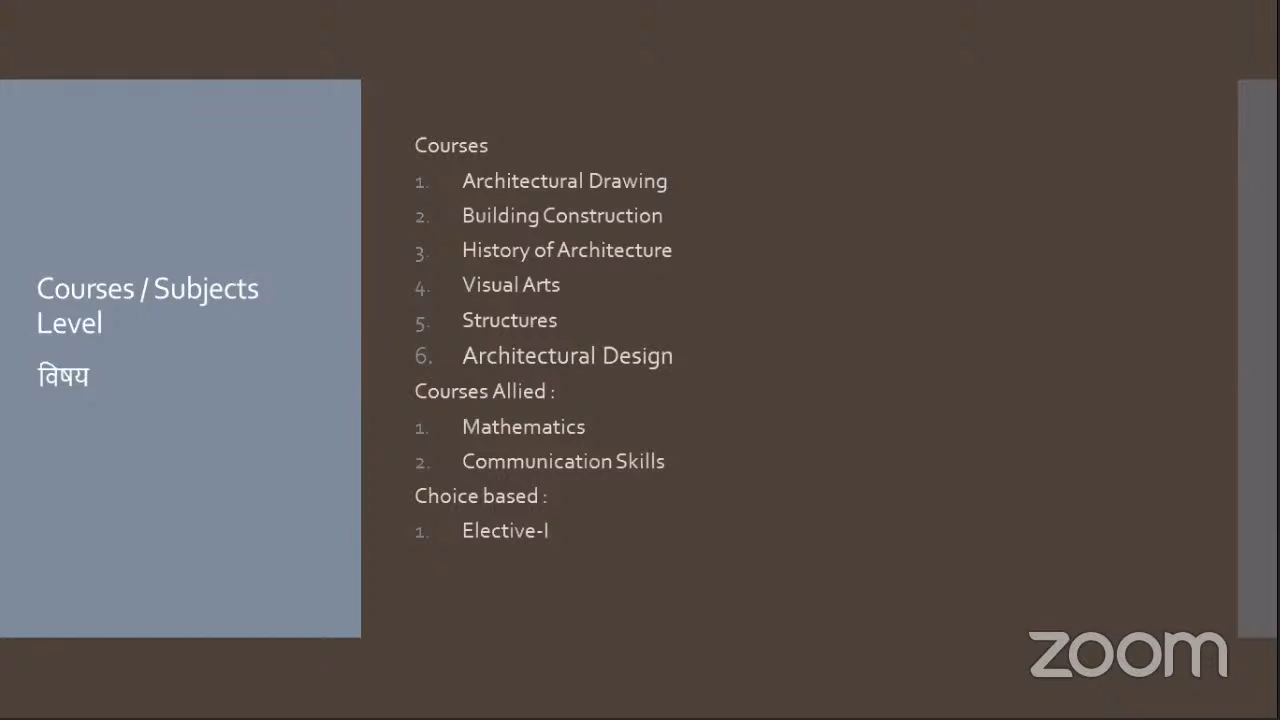 Courses / Subjects
Level
विषय
Courses
1. Architectural Drawing
2. Building Construction
3. History of Architecture
4. Visual Arts
5. Structures
6. Architectural Design
Courses Allied :
1. Mathematics
2. Communication Skills
Choice based :
1. Elective-I
zoom